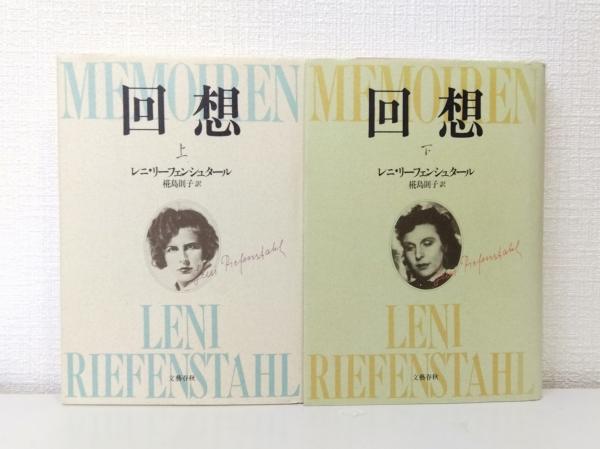 MEMOIREN
回想
上
レニ・リーフェンシュタール
椛島則子 訳
Leni Riefenstahl
LENI
RIEFENSTAHL
文藝春秋
MEMOIREN
回想
下
レニ・リーフェンシュタール
椛島則子 訳
Leni Riefenstahl
LENI
RIEFENSTAHL
文藝春秋